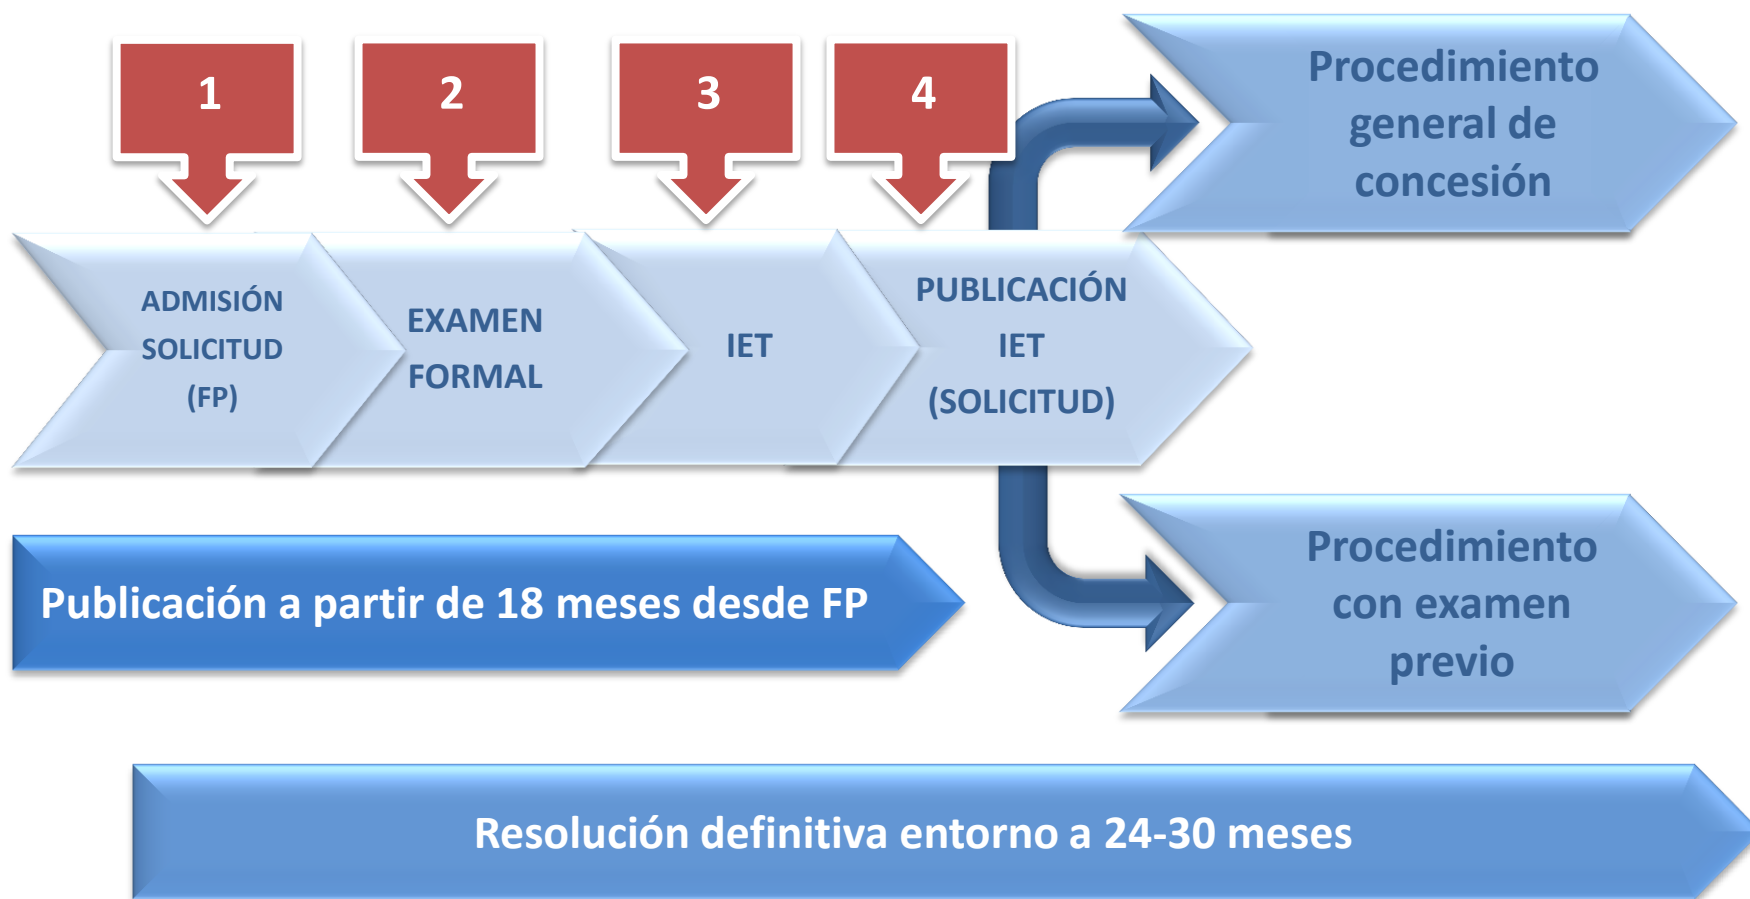 1
2
3
4
Procedimiento
general de
concesión
ADMISIÓN
SOLICITUD
(FP)
EXAMEN
FORMAL
IET
PUBLICACIÓN
IET
(SOLICITUD)
Publicación a partir de 18 meses desde FP
Procedimiento
con examen
previo
Resolución definitiva entorno a 24-30 meses